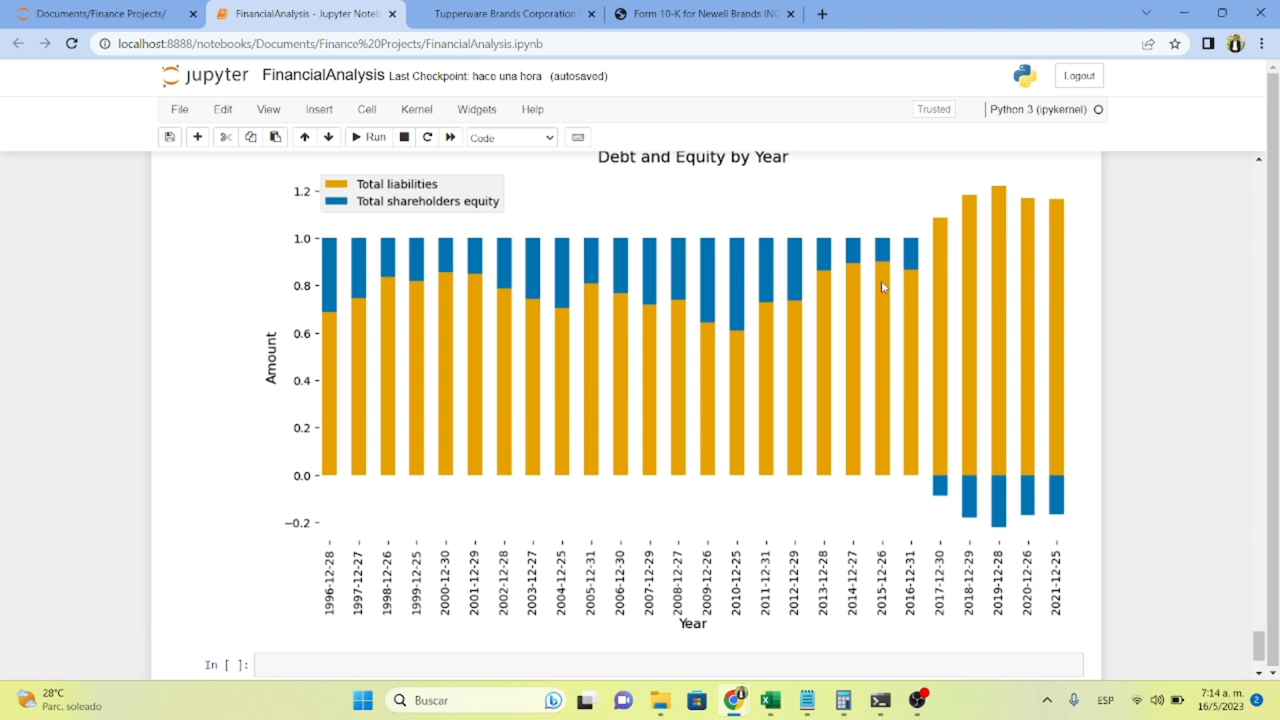 Documents/Finance Projects/
FinancialAnalysis - Jupyter Noteb
Tupperware Brands Corporation
Form 10-K for Newell Brands INC
localhost:8888/notebooks/Documents/Finance%20Projects/FinancialAnalysis.ipynb
jupyter FinancialAnalysis Last Checkpoint: hace una hora (autosaved)
Logout
File Edit View Insert Cell Kernel Widgets Help
Trusted
Python 3 (ipykernel)
Run
Code
Debt and Equity by Year
Total liabilities
Total shareholders equity
Amount
1.2
1.0
0.8
0.6
0.4
0.2
0.0
−0.2
1996-12-28
1997-12-27
1998-12-26
1999-12-25
2000-12-30
2001-12-29
2002-12-28
2003-12-27
2004-12-25
2005-12-31
2006-12-30
2007-12-29
2008-12-27
2009-12-26
2010-12-25
2011-12-31
2012-12-29
2013-12-28
2014-12-27
2015-12-26
2016-12-31
2017-12-30
2018-12-29
2019-12-28
2020-12-26
2021-12-25
Year
In [ ]:
28°C
Parc. soleado
Buscar
ESP
7:14 a. m.
16/5/2023
2